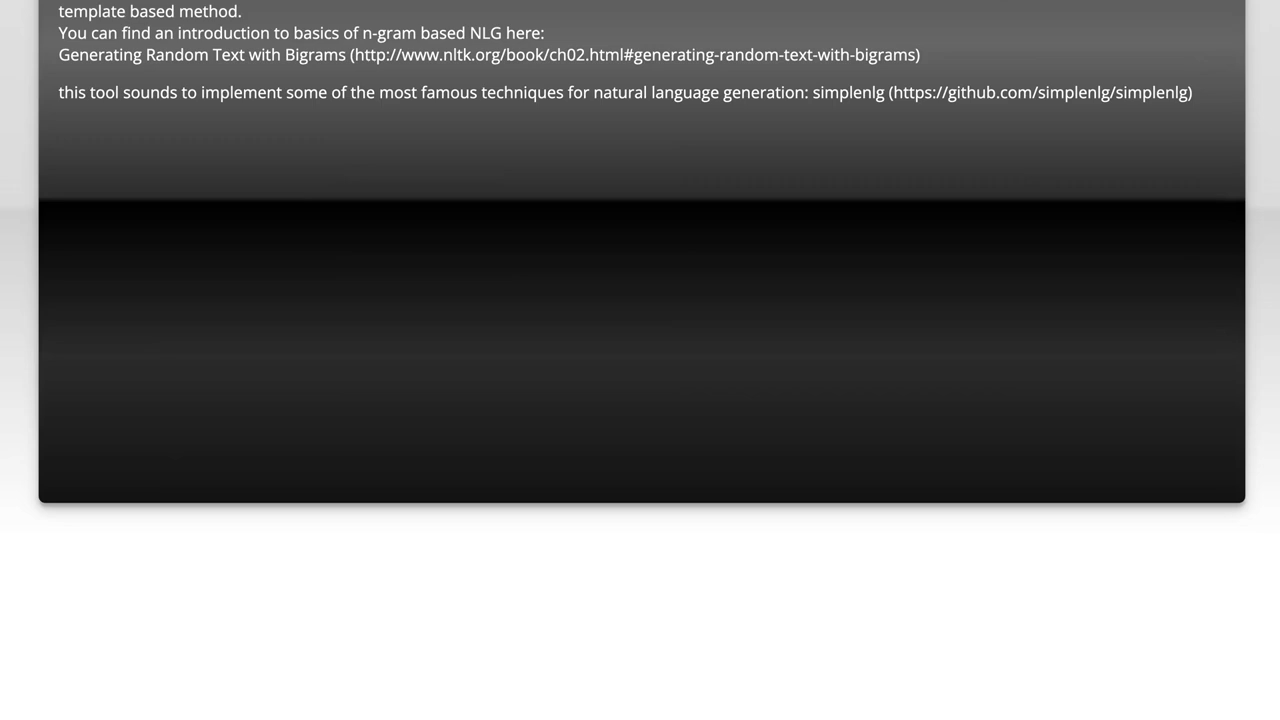 template based method.
You can find an introduction to basics of n-gram based NLG here:
Generating Random Text with Bigrams (http://www.nltk.org/book/ch02.html#generating-random-text-with-bigrams)
this tool sounds to implement some of the most famous techniques for natural language generation: simplenlg (https://github.com/simplenlg/simplenlg)